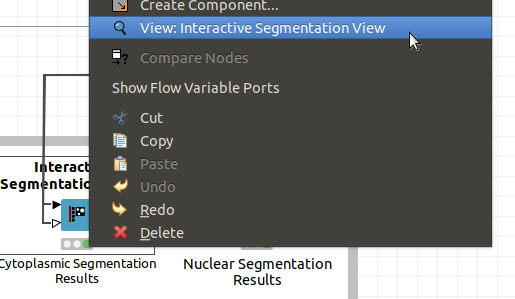 Create Component...
View: Interactive Segmentation View
Compare Nodes
Show Flow Variable Ports
Cut
Copy
Paste
Undo
Redo
Delete
Segmentation
Cytoplasmic Segmentation
Results
Nuclear Segmentation
Results